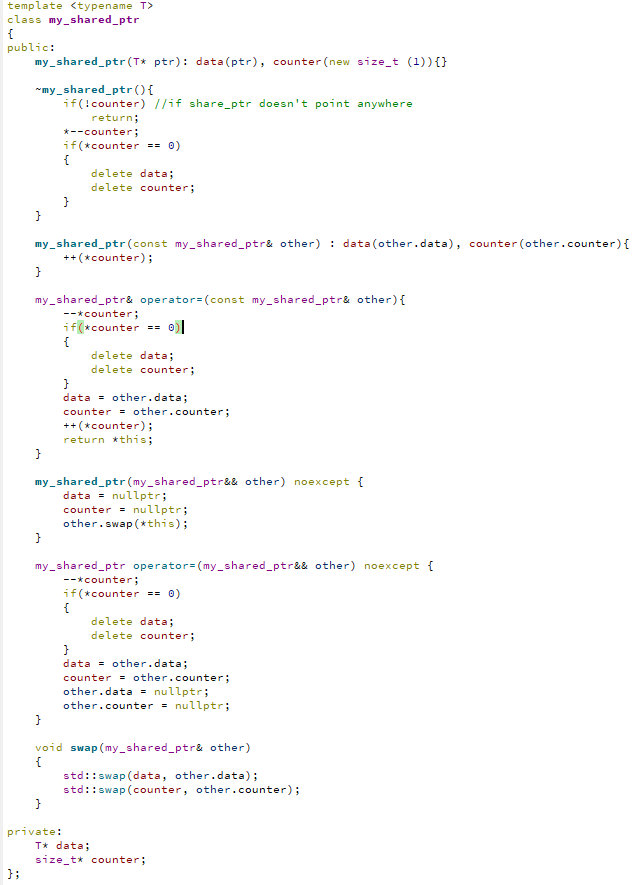 template <typename T>
class my_shared_ptr
{
public:
    my_shared_ptr(T* ptr): data(ptr), counter(new size_t (1)){}

    ~my_shared_ptr(){
        if(!counter) //if share_ptr doesn't point anywhere
            return;
        *--counter;
        if(*counter == 0)
        {
            delete data;
            delete counter;
        }
    }

    my_shared_ptr(const my_shared_ptr& other) : data(other.data), counter(other.counter){
        ++(*counter);
    }

    my_shared_ptr& operator=(const my_shared_ptr& other){
        --*counter;
        if(*counter == 0)
        {
            delete data;
            delete counter;
        }
        data = other.data;
        counter = other.counter;
        ++(*counter);
        return *this;
    }

    my_shared_ptr(my_shared_ptr&& other) noexcept {
        data = nullptr;
        counter = nullptr;
        other.swap(*this);
    }

    my_shared_ptr operator=(my_shared_ptr&& other) noexcept {
        --*counter;
        if(*counter == 0)
        {
            delete data;
            delete counter;
        }
        data = other.data;
        counter = other.counter;
        other.data = nullptr;
        other.counter = nullptr;
    }

    void swap(my_shared_ptr& other)
    {
        std::swap(data, other.data);
        std::swap(counter, other.counter);
    }

private:
    T* data;
    size_t* counter;
};